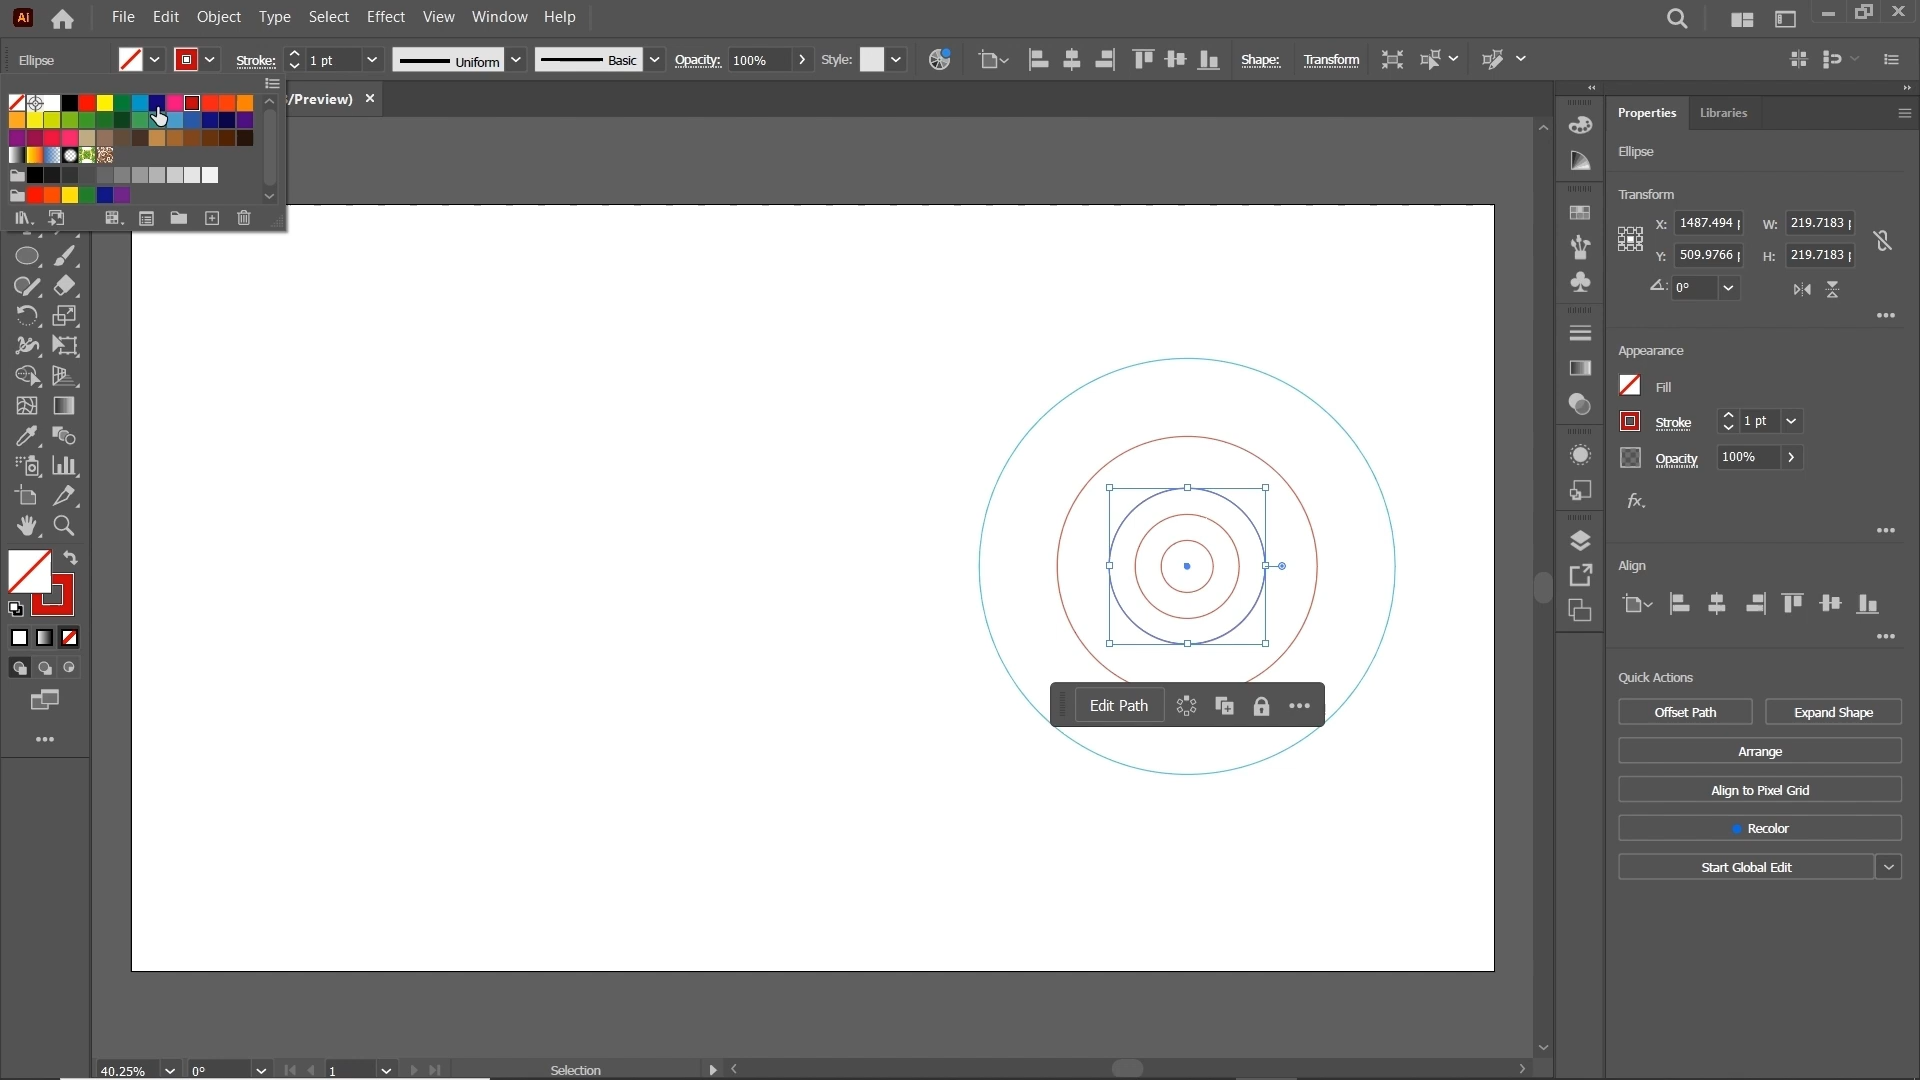 Ai File Edit Object Type Select Effect View Window Help
Ellipse Stroke: 1 pt Uniform Basic Opacity: 100% Style: Shape: Transform
/Preview) ×
Properties Libraries
Ellipse
Transform
X: 1487.494 W: 219.7183
Y: 509.9766 H: 219.7183
0°
Appearance
Fill
Stroke 1 pt
Opacity 100%
fx
Align
Edit Path
Quick Actions
Offset Path Expand Shape
Arrange
Align to Pixel Grid
Recolor
Start Global Edit
40.25% 0° 1 Selection